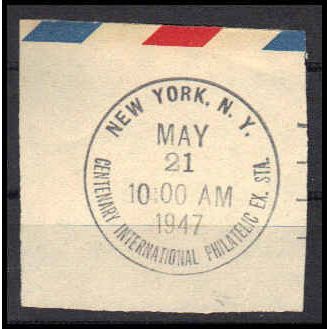 NEW YORK, N. Y.
MAY
21
10:00 AM
1947
CENTENARY INTERNATIONAL PHILATELIC EX. STA.